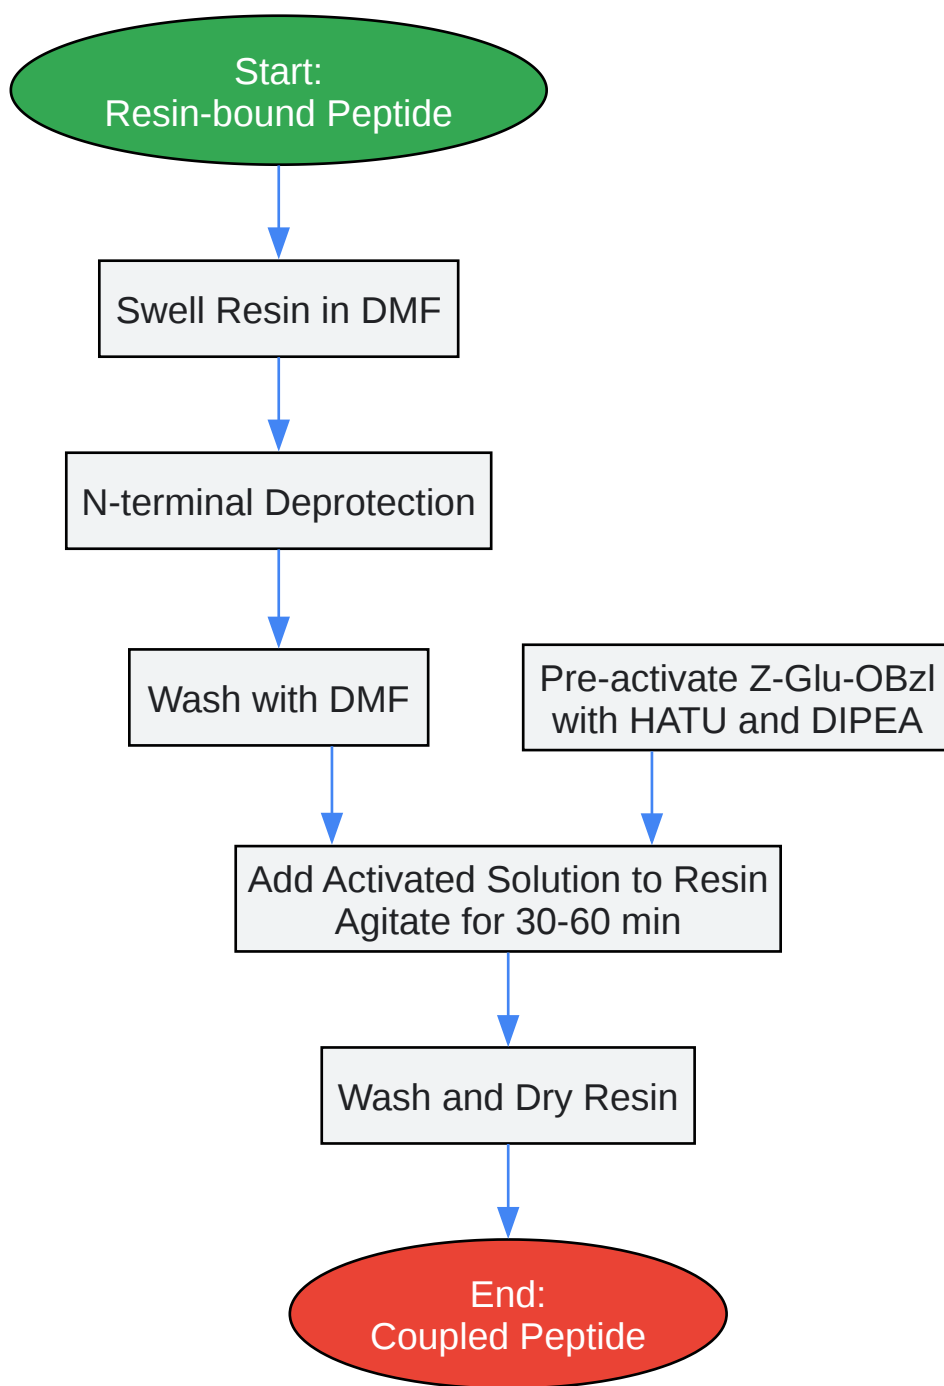 Start:
Resin-bound Peptide
Swell Resin in DMF
N-terminal Deprotection
Wash with DMF
Pre-activate Z-Glu-OBzl
with HATU and DIPEA
Add Activated Solution to Resin
Agitate for 30-60 min
Wash and Dry Resin
End:
Coupled Peptide